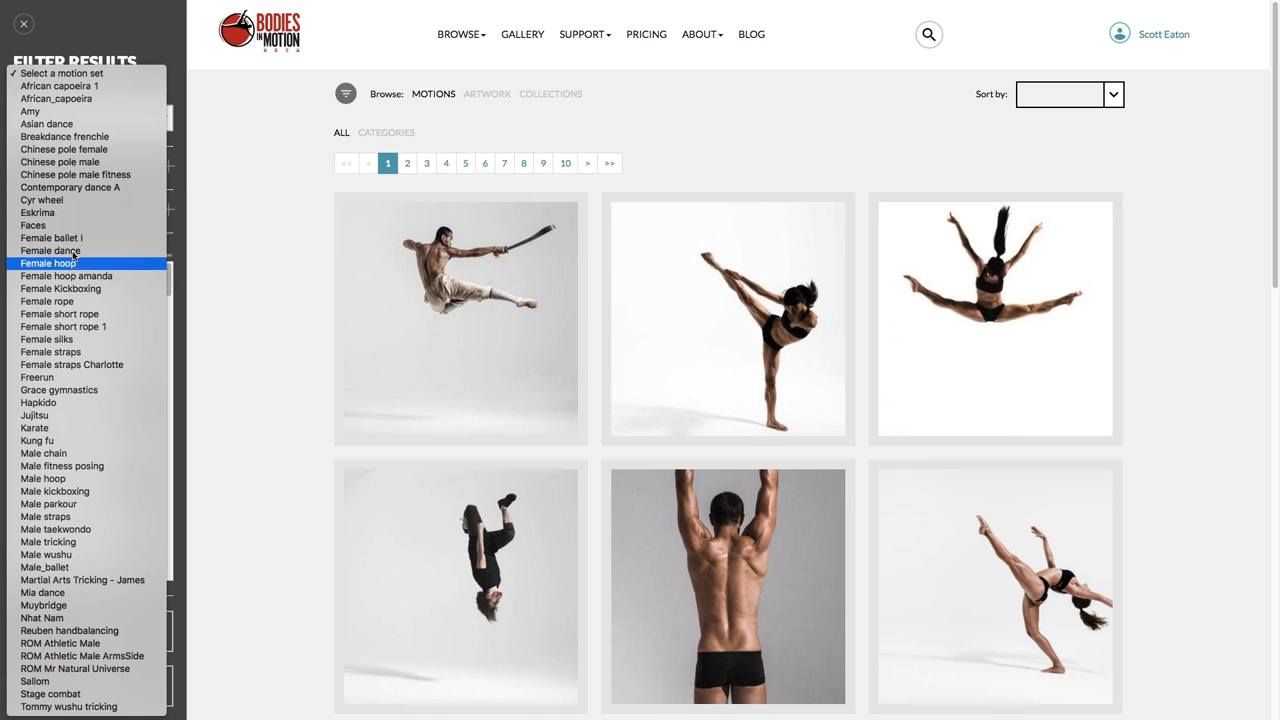 FILTER RESULTS
✓ Select a motion set
African capoeira 1
African_capoeira
Amy
Asian dance
Breakdance frenchie
Chinese pole female
Chinese pole male
Chinese pole male fitness
Contemporary dance A
Cyr wheel
Eskrima
Faces
Female ballet I
Female dance
Female hoop
Female hoop amanda
Female Kickboxing
Female rope
Female short rope
Female short rope 1
Female silks
Female straps
Female straps Charlotte
Freerun
Grace gymnastics
Hapkido
Jujitsu
Karate
Kung fu
Male chain
Male fitness posing
Male hoop
Male kickboxing
Male parkour
Male straps
Male taekwondo
Male tricking
Male wushu
Male_ballet
Martial Arts Tricking - James
Mia dance
Muybridge
Nhat Nam
Reuben handbalancing
ROM Athletic Male
ROM Athletic Male ArmsSide
ROM Mr Natural Universe
Sallom
Stage combat
Tommy wushu tricking
BODIES
IN MOTION
BETA
BROWSE GALLERY SUPPORT PRICING ABOUT BLOG
Scott Eaton
Browse: MOTIONS ARTWORK COLLECTIONS
Sort by:
ALL CATEGORIES
<< < 1 2 3 4 5 6 7 8 9 10 > >>